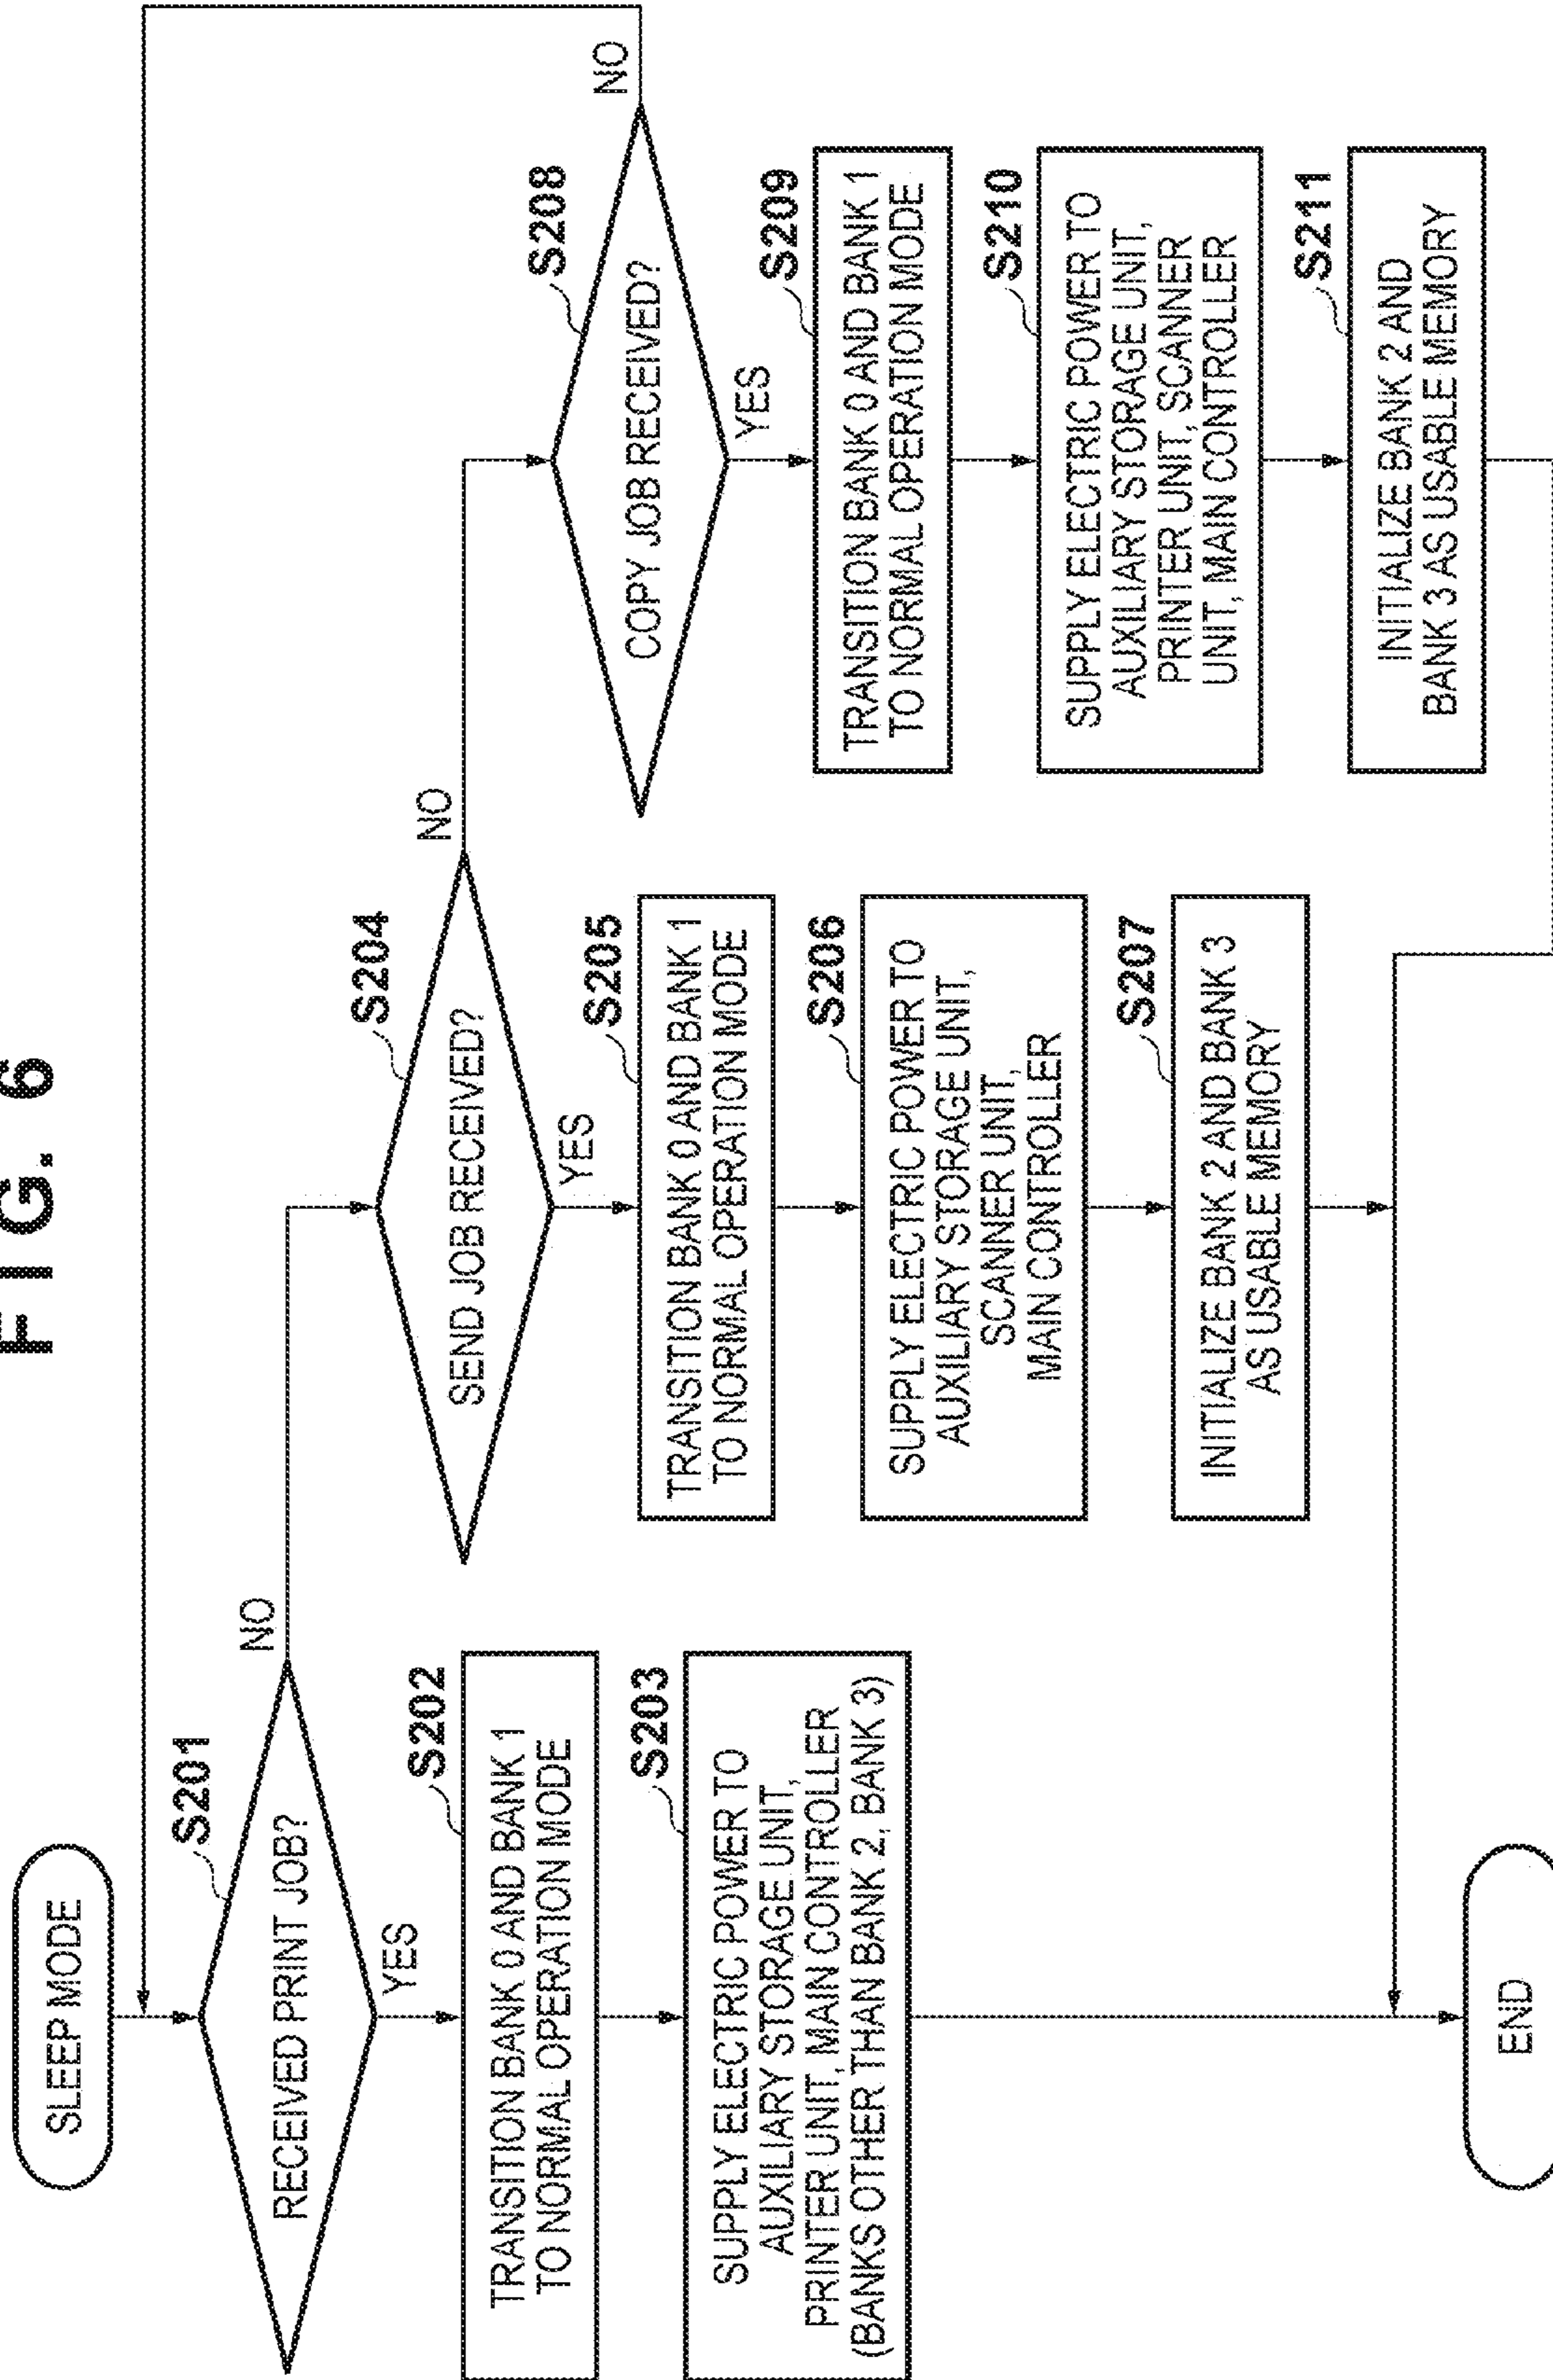 FIG. 6
SLEEP MODE
S201
RECEIVED PRINT JOB?
NO
YES
S202
TRANSITION BANK 0 AND BANK 1
TO NORMAL OPERATION MODE
S203
SUPPLY ELECTRIC POWER TO
AUXILIARY STORAGE UNIT,
PRINTER UNIT, MAIN CONTROLLER
(BANKS OTHER THAN BANK 2, BANK 3)
S204
SEND JOB RECEIVED?
NO
YES
S205
TRANSITION BANK 0 AND BANK 1
TO NORMAL OPERATION MODE
S206
SUPPLY ELECTRIC POWER TO
AUXILIARY STORAGE UNIT,
SCANNER UNIT,
MAIN CONTROLLER
S207
INITIALIZE BANK 2 AND BANK 3
AS USABLE MEMORY
S208
COPY JOB RECEIVED?
NO
YES
S209
TRANSITION BANK 0 AND BANK 1
TO NORMAL OPERATION MODE
S210
SUPPLY ELECTRIC POWER TO
AUXILIARY STORAGE UNIT,
PRINTER UNIT, SCANNER
UNIT, MAIN CONTROLLER
S211
INITIALIZE BANK 2 AND
BANK 3 AS USABLE MEMORY
END